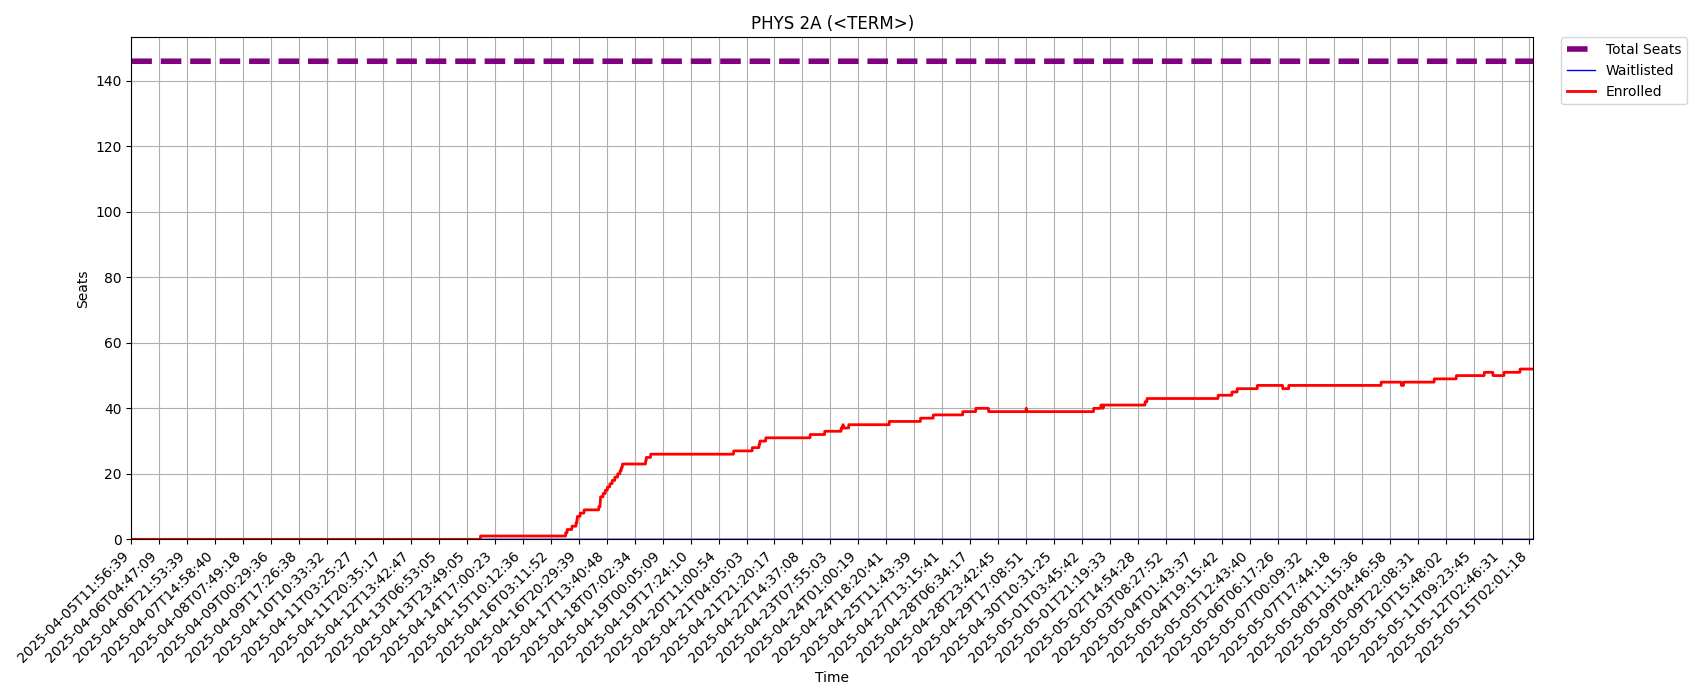 PHYS 2A (<TERM>)
Total Seats
Waitlisted
Enrolled
Seats
140
120
100
80
60
40
20
0
2025-04-05T11:56:39
2025-04-06T04:47:09
2025-04-06T21:53:39
2025-04-07T14:58:40
2025-04-08T07:49:18
2025-04-09T00:29:36
2025-04-09T17:26:38
2025-04-10T10:33:32
2025-04-11T03:25:27
2025-04-11T20:35:17
2025-04-12T13:42:47
2025-04-13T06:53:05
2025-04-13T23:49:05
2025-04-14T17:00:23
2025-04-15T10:12:36
2025-04-16T03:11:52
2025-04-16T20:29:39
2025-04-17T13:40:48
2025-04-18T07:02:34
2025-04-19T00:05:09
2025-04-19T17:24:10
2025-04-20T11:00:54
2025-04-21T04:05:03
2025-04-21T21:20:17
2025-04-22T14:37:08
2025-04-23T07:55:03
2025-04-24T01:00:19
2025-04-24T18:20:41
2025-04-25T11:43:39
2025-04-27T13:15:41
2025-04-28T06:34:17
2025-04-28T23:42:45
2025-04-29T17:08:51
2025-04-30T10:31:25
2025-05-01T03:45:42
2025-05-01T21:19:33
2025-05-02T14:54:28
2025-05-03T08:27:52
2025-05-04T01:43:37
2025-05-04T19:15:42
2025-05-05T12:43:40
2025-05-06T06:17:26
2025-05-07T00:09:32
2025-05-07T17:44:18
2025-05-08T11:15:36
2025-05-09T04:46:58
2025-05-09T22:08:31
2025-05-10T15:48:02
2025-05-11T09:23:45
2025-05-12T02:46:31
2025-05-15T02:01:18
Time